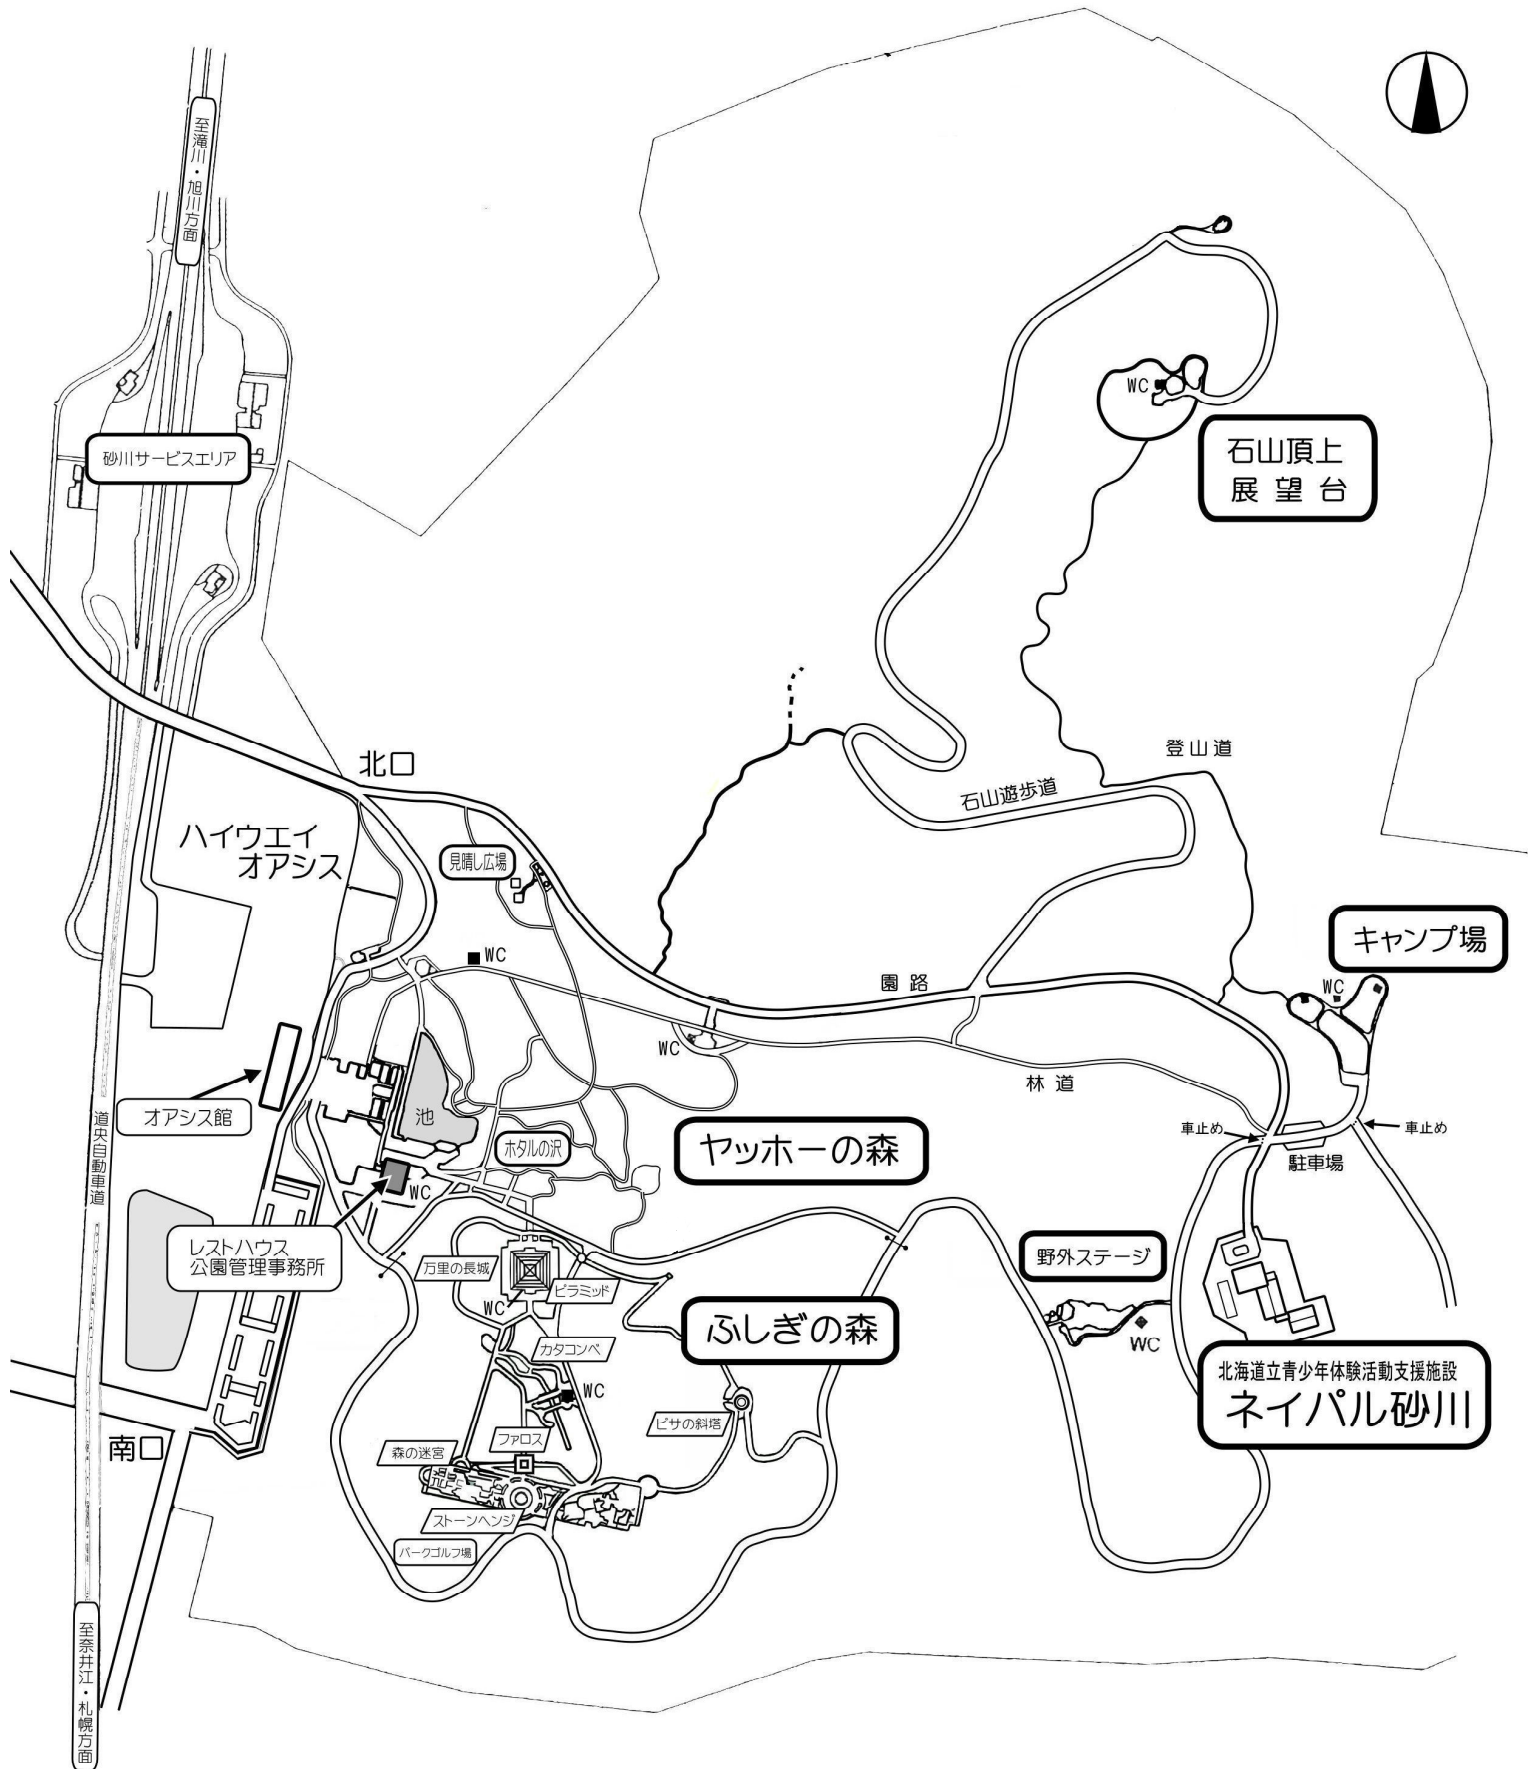 至滝川・旭川方面
WC
石山頂上
展望台
砂川サービスエリア
北口
登山道
石山遊歩道
ハイウエイ
オアシス
見晴し広場
WC
園路
キャンプ場
WC
WC
林道
オアシス館
池
ホタルの沢
ヤッホーの森
車止め
車止め
駐車場
道央自動車道
WC
レストハウス
公園管理事務所
万里の長城
ピラミッド
WC
野外ステージ
WC
ふしぎの森
カタコンベ
WC
北海道立青少年体験活動支援施設
ネイパル砂川
ピサの斜塔
南口
森の迷宮
ファロス
ストーンヘンジ
パークゴルフ場
至奈井江・札幌方面